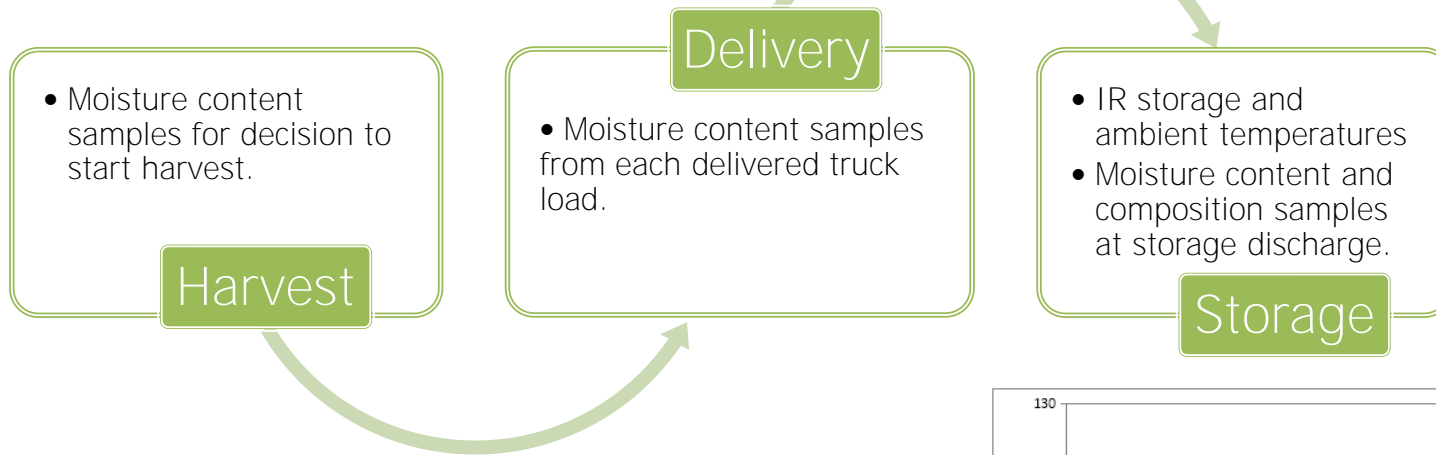 • Moisture content
samples for decision to
start harvest.
Harvest
Delivery
• Moisture content samples
from each delivered truck
load.
• IR storage and
ambient temperatures
• Moisture content and
composition samples
at storage discharge.
Storage
130